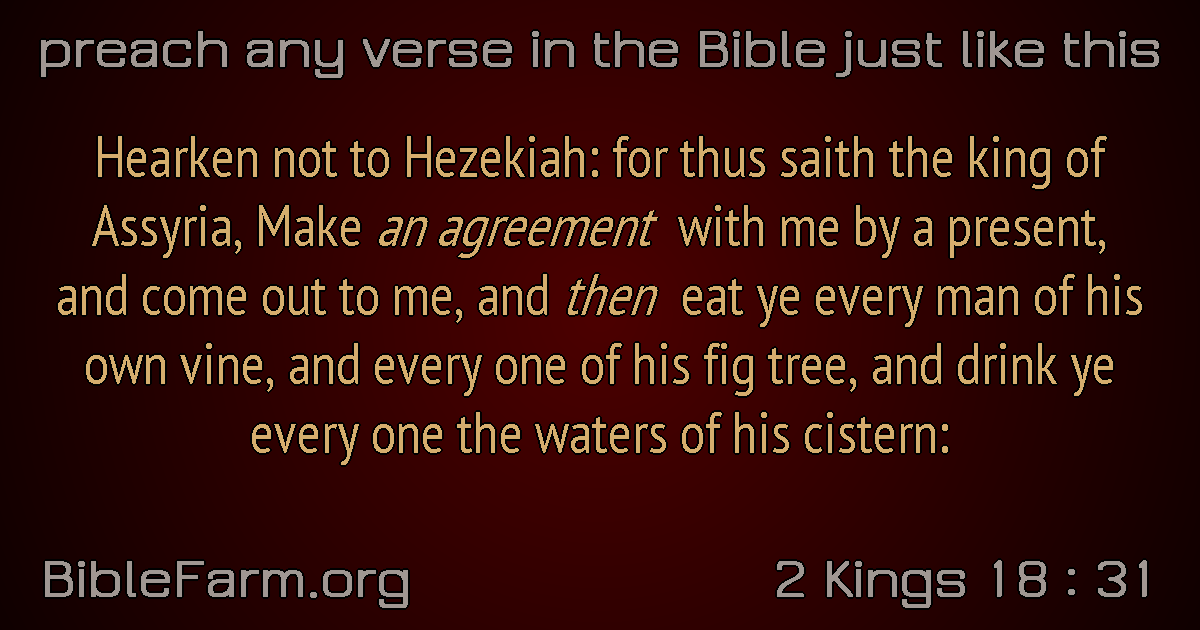 preach any verse in the Bible just like this
Hearken not to Hezekiah: for thus saith the king of
Assyria, Make an agreement with me by a present,
and come out to me, and then eat ye every man of his
own vine, and every one of his fig tree, and drink ye
every one the waters of his cistern:
BibleFarm.org
2 Kings 18 : 31